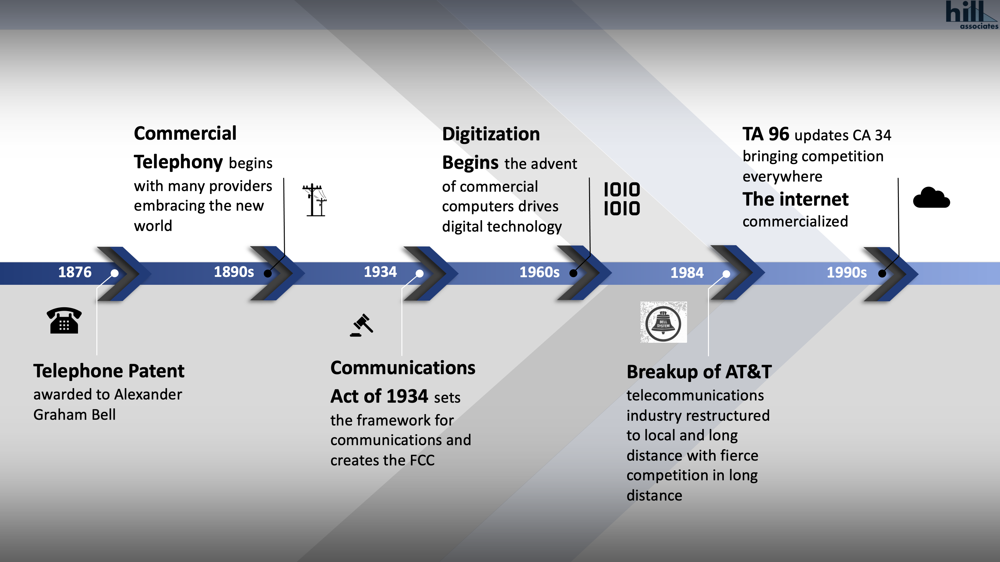 hill
associates
Commercial
Telephony begins
with many providers
embracing the new
world
Digitization
Begins the advent
of commercial
computers drives
digital technology
1010
1010
TA 96 updates CA 34
bringing competition
everywhere
The internet
commercialized
1876
1890s
1934
1960s
1984
1990s
BELL
SYSTEM
Telephone Patent
awarded to Alexander
Graham Bell
Communications
Act of 1934 sets
the framework for
communications and
creates the FCC
Breakup of AT&T
telecommunications
industry restructured
to local and long
distance with fierce
competition in long
distance